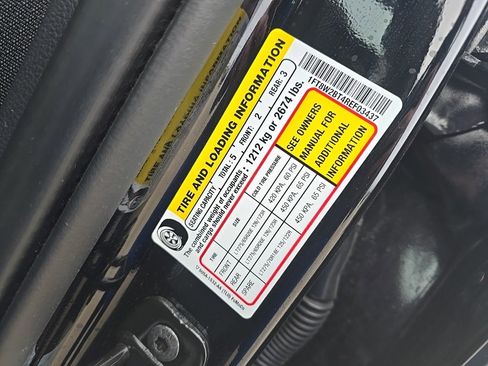 TIRE AND LOADING INFORMATION
SEATING CAPACITY TOTAL: 5 FRONT: 2 REAR: 3
The combined weight of occupants
and cargo should never exceed : 1212 kg or 2674 lbs.
TIRE SIZE COLD TIRE PRESSURE
FRONT 420 KPA, 60 PSI
REAR 450 KPA, 65 PSI
SPARE 450 KPA, 65 PSI
SEE OWNERS
MANUAL FOR
ADDITIONAL
INFORMATION